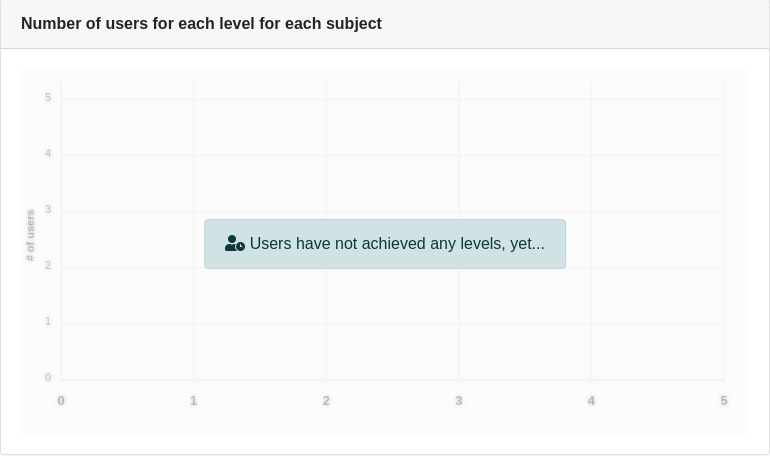 Number of users for each level for each subject
5
4
3
2
1
0
# of users
Users have not achieved any levels, yet...
0 1 2 3 4 5